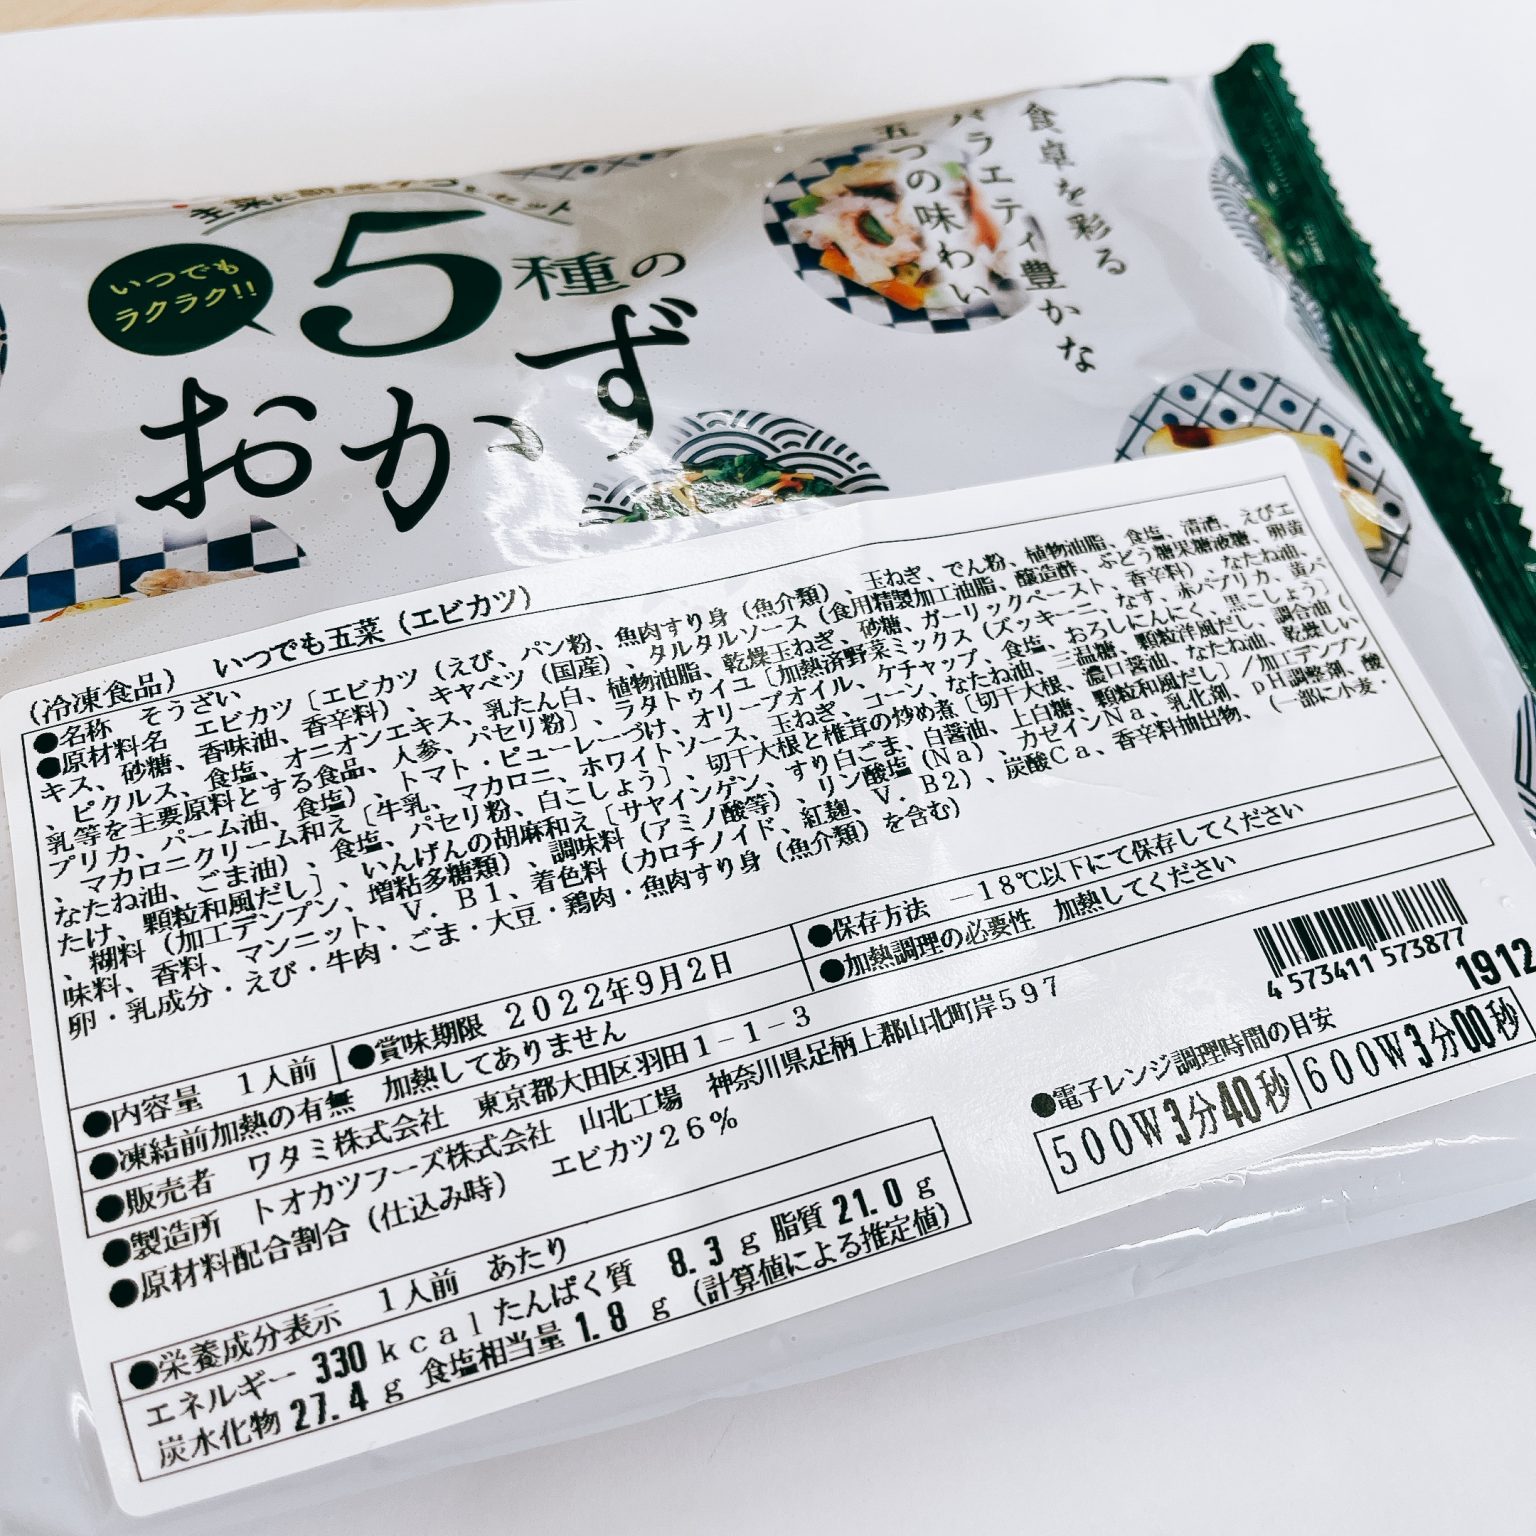 主菜に副菜
いつでも
ラクラク!!
5種の
おかず
食卓を彩る
バラエティ豊かな
五つの味わい
(冷凍食品) いつでも五菜(エビカツ)
●名称 そうざい
●原材料名 エビカツ[エビカツ(えび、パン粉、魚肉すり身(魚介類)、玉ねぎ、でん粉、植物油脂、食塩、清酒、えびエ
キス、砂糖、香味油、香辛料)、キャベツ(国産)、タルタルソース(食用精製加工油脂、醸造酢、ぶどう糖果糖液糖、卵黄
、ピクルス、食塩、オニオンエキス、乳たん白、植物油脂、乾燥玉ねぎ、砂糖、ガーリックペースト、香辛料)、なたね油、
乳等を主要原料とする食品、人参、パセリ粉]、ラタトゥイユ[加熱済野菜ミックス(ズッキーニ、なす、赤パプリカ、黄パ
プリカ、パーム油、食塩)、トマト・ピューレーづけ、オリーブオイル、ケチャップ、食塩、おろしにんにく、黒こしょう]
、マカロニクリーム和え[牛乳、マカロニ、ホワイトソース、玉ねぎ、コーン、なたね油、三温糖、顆粒洋風だし、調合油(
なたね油、ごま油)、食塩、パセリ粉、白こしょう]、切干大根と椎茸の炒め煮[切干大根、濃口醤油、なたね油、乾燥しい
たけ、顆粒和風だし]、いんげんの胡麻和え[サヤインゲン、すり白ごま、白醤油、上白糖、顆粒和風だし]/加工デンプン
、糊料(加工デンプン、増粘多糖類)、調味料(アミノ酸等)、リン酸塩(Na)、カゼインNa、乳化剤、pH調整剤、酸
味料、香料、マンニット、V.B1、着色料(カロチノイド、紅麹、V.B2)、炭酸Ca、香辛料抽出物、(一部に小麦・
卵・乳成分・えび・牛肉・ごま・大豆・鶏肉・魚肉すり身(魚介類)を含む)
●内容量 1人前 ●賞味期限 2022年9月2日 ●保存方法 -18℃以下にて保存してください
●凍結前加熱の有無 加熱してありません ●加熱調理の必要性 加熱してください
●販売者 ワタミ株式会社 東京都大田区羽田1-1-3
●製造所 トオカツフーズ株式会社 山北工場 神奈川県足柄上郡山北町岸597
●原材料配合割合(仕込み時) エビカツ26%
4 573411 573877
1912
●電子レンジ調理時間の目安
500W3分40秒 600W3分00秒
●栄養成分表示 1人前 あたり
エネルギー 330 kcal たんぱく質 8.3 g 脂質 21.0 g
炭水化物 27.4 g 食塩相当量 1.8 g (計算値による推定値)